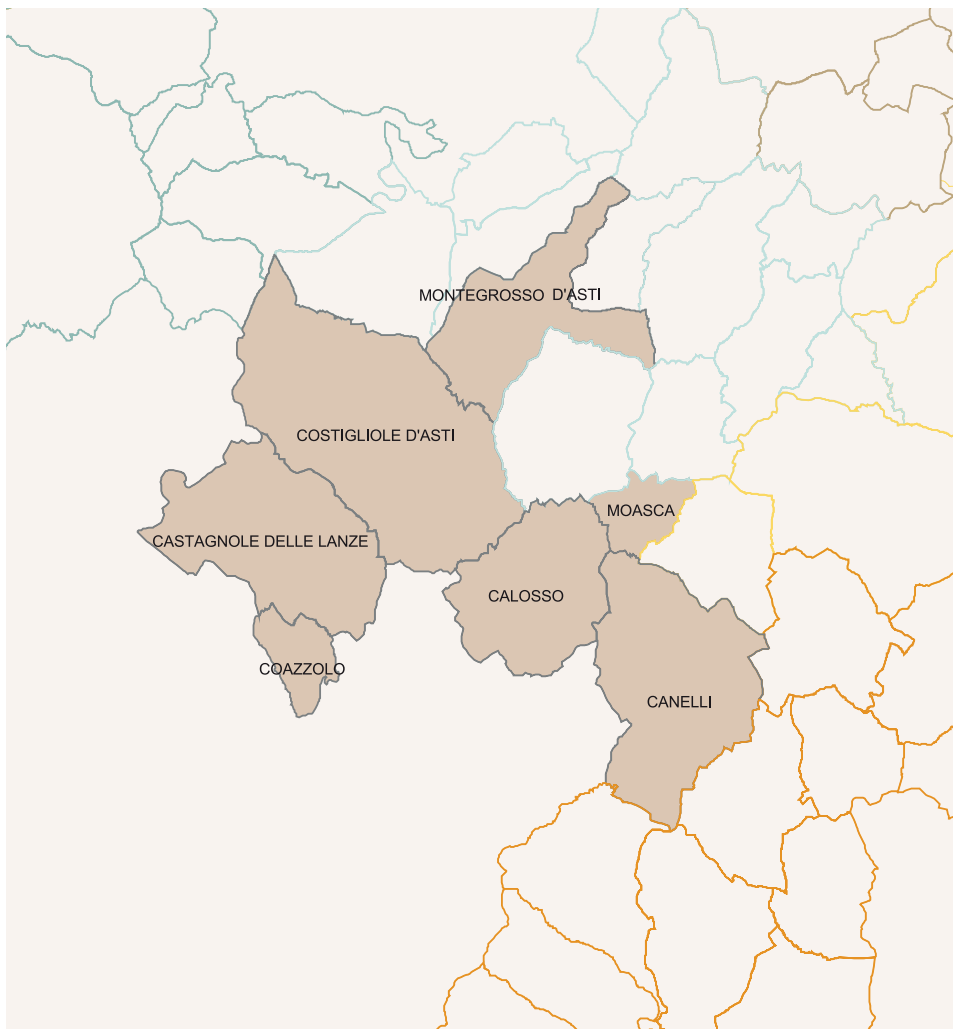 MONTEGROSSO D'ASTI
COSTIGLIOLE D'ASTI
MOASCA
CASTAGNOLE DELLE LANZE
CALOSSO
COAZZOLO
CANELLI